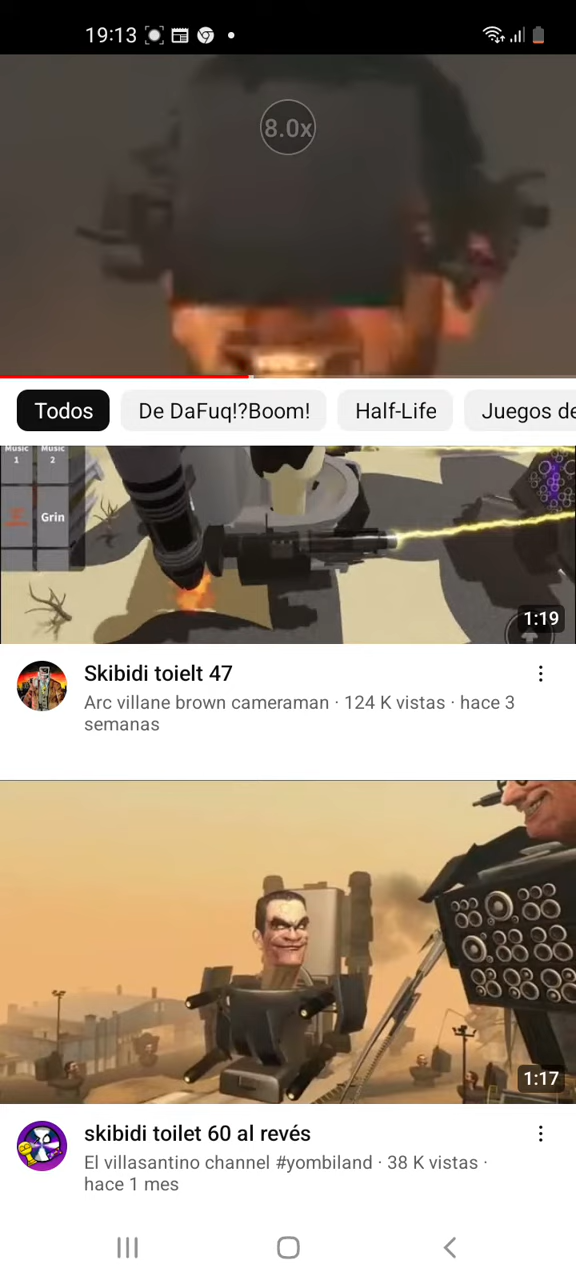 19:13
8.0x
Todos
De DaFuq!?Boom!
Half-Life
Juegos de
Music
1
Music
2
Grin
1:19
Skibidi toielt 47
Arc villane brown cameraman · 124 K vistas · hace 3
semanas
1:17
skibidi toilet 60 al revés
El villasantino channel #yombiland · 38 K vistas ·
hace 1 mes